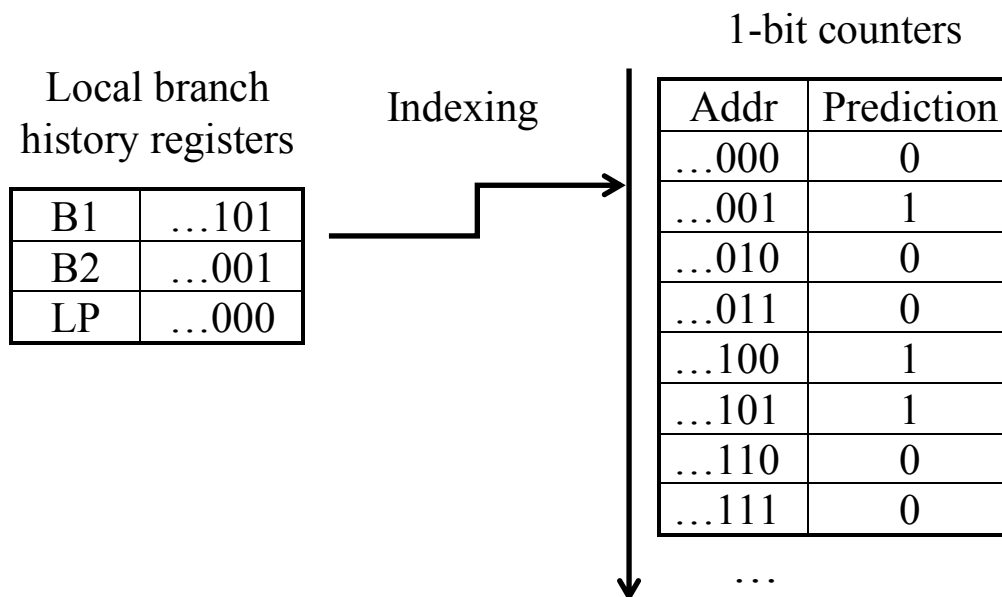 1-bit counters
Local branch
history registers
Indexing
Addr Prediction
…000 0
…001 1
…010 0
…011 0
…100 1
…101 1
…110 0
…111 0
…
B1 …101
B2 …001
LP …000